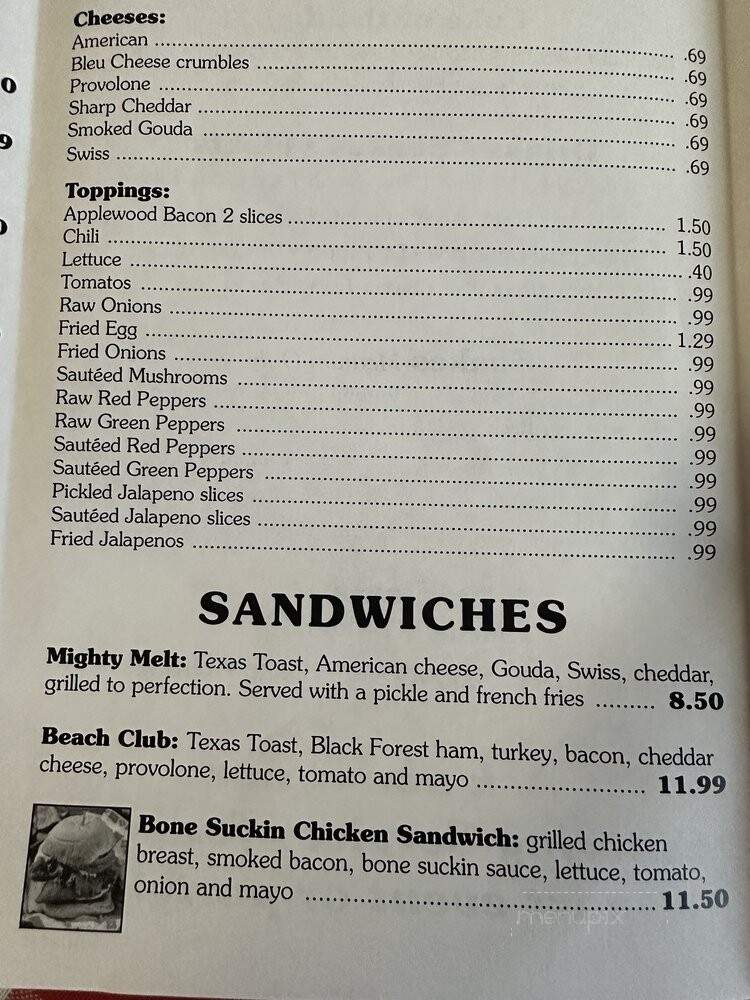 Cheeses:
American .69
Bleu Cheese crumbles .69
Provolone .69
Sharp Cheddar .69
Smoked Gouda .69
Swiss .69
Toppings:
Applewood Bacon 2 slices 1.50
Chili 1.50
Lettuce .40
Tomatos .99
Raw Onions .99
Fried Egg 1.29
Fried Onions .99
Sautéed Mushrooms .99
Raw Red Peppers .99
Raw Green Peppers .99
Sautéed Red Peppers .99
Sautéed Green Peppers .99
Pickled Jalapeno slices .99
Sautéed Jalapeno slices .99
Fried Jalapenos .99
SANDWICHES
Mighty Melt: Texas Toast, American cheese, Gouda, Swiss, cheddar,
grilled to perfection. Served with a pickle and french fries ......... 8.50
Beach Club: Texas Toast, Black Forest ham, turkey, bacon, cheddar
cheese, provolone, lettuce, tomato and mayo ........................ 11.99
Bone Suckin Chicken Sandwich: grilled chicken
breast, smoked bacon, bone suckin sauce, lettuce, tomato,
onion and mayo .................................................. 11.50
menupix